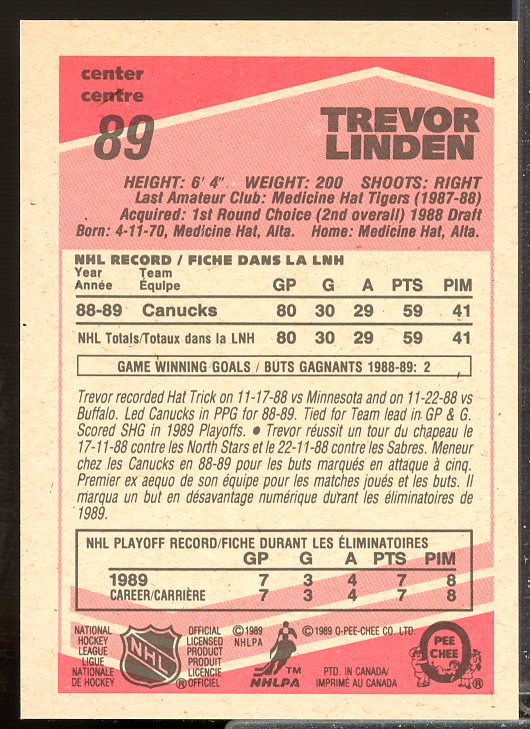 center
centre
89
TREVOR
LINDEN
HEIGHT: 6' 4" WEIGHT: 200 SHOOTS: RIGHT
Last Amateur Club: Medicine Hat Tigers (1987-88)
Acquired: 1st Round Choice (2nd overall) 1988 Draft
Born: 4-11-70, Medicine Hat, Alta. Home: Medicine Hat, Alta.
NHL RECORD / FICHE DANS LA LNH
Year Team
Année Équipe GP G A PTS PIM
88-89 Canucks 80 30 29 59 41
NHL Totals/Totaux dans la LNH 80 30 29 59 41
GAME WINNING GOALS / BUTS GAGNANTS 1988-89: 2
Trevor recorded Hat Trick on 11-17-88 vs Minnesota and on 11-22-88 vs
Buffalo. Led Canucks in PPG for 88-89. Tied for Team lead in GP & G.
Scored SHG in 1989 Playoffs. ● Trevor réussit un tour du chapeau le
17-11-88 contre les North Stars et le 22-11-88 contre les Sabres. Meneur
chez les Canucks en 88-89 pour les buts marqués en attaque à cinq.
Premier ex aequo de son équipe pour les matches joués et les buts. Il
marqua un but en désavantage numérique durant les éliminatoires de
1989.
NHL PLAYOFF RECORD/FICHE DURANT LES ÉLIMINATOIRES
GP G A PTS PIM
1989 7 3 4 7 8
CAREER/CARRIÈRE 7 3 4 7 8
NATIONAL
HOCKEY
LEAGUE
LIGUE
NATIONALE
DE HOCKEY
NHL
®
OFFICIAL
LICENSED
PRODUCT
PRODUIT
LICENCIE
OFFICIEL
©1989
NHLPA
TM
NHLPA
©1989 O-PEE-CHEE CO. LTD.
PTD. IN CANADA/
IMPRIMÉ AU CANADA
PEE
CHEE
®